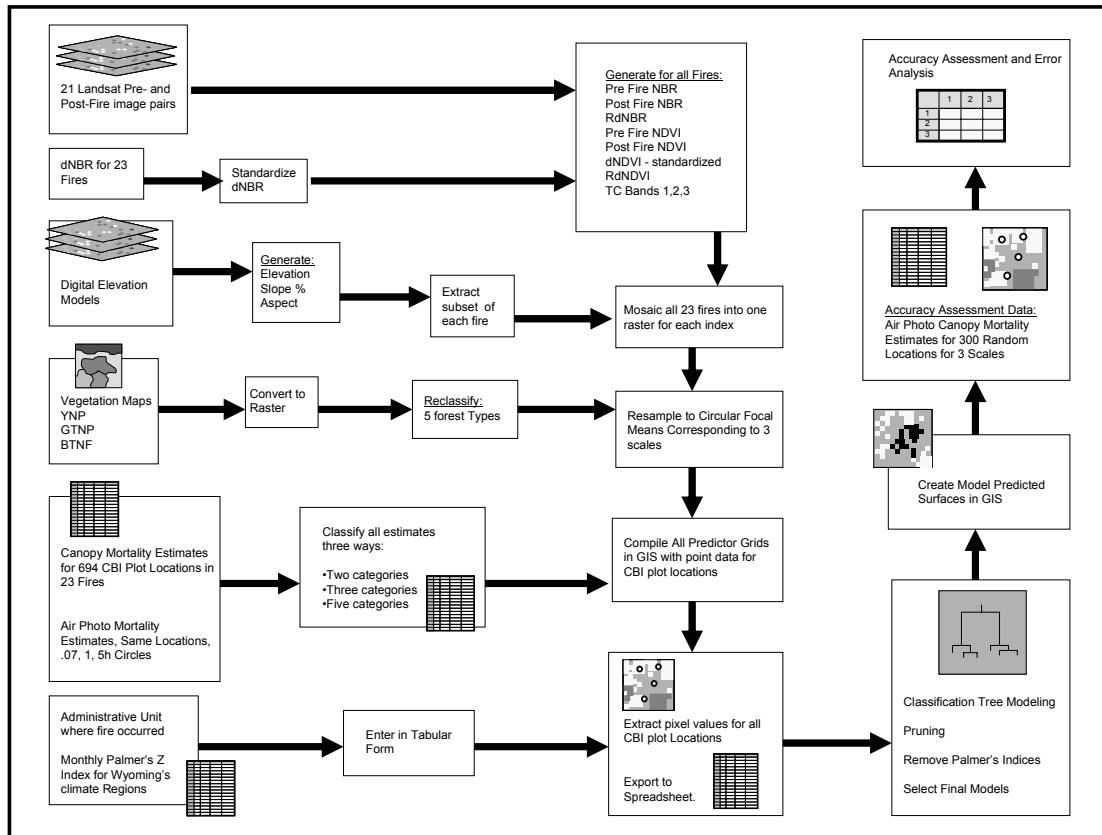 21 Landsat Pre- and
Post-Fire image pairs
dNBR for 23
Fires
Standardize
dNBR
Generate for all Fires:
Pre Fire NBR
Post Fire NBR
RdNBR
Pre Fire NDVI
Post Fire NDVI
dNDVI - standardized
RdNDVI
TC Bands 1,2,3
Digital Elevation
Models
Generate:
Elevation
Slope %
Aspect
Extract
subset of
each fire
Mosaic all 23 fires into one
raster for each index
Vegetation Maps
YNP
GTNP
BTNF
Convert to
Raster
Reclassify:
5 forest Types
Resample to Circular Focal
Means Corresponding to 3
scales
Canopy Mortality Estimates
for 694 CBI Plot Locations in
23 Fires
Air Photo Mortality
Estimates, Same Locations,
.07, 1, 5h Circles
Classify all estimates
three ways:
•Two categories
•Three categories
•Five categories
Compile All Predictor Grids
in GIS with point data for
CBI plot locations
Administrative Unit
where fire occurred
Monthly Palmer's Z
Index for Wyoming's
climate Regions
Enter in Tabular
Form
Extract pixel values for all
CBI plot Locations
Export to
Spreadsheet.
Classification Tree Modeling
Pruning
Remove Palmer's Indices
Select Final Models
Create Model Predicted
Surfaces in GIS
Accuracy Assessment Data:
Air Photo Canopy Mortality
Estimates for 300 Random
Locations for 3 Scales
Accuracy Assessment and Error
Analysis
1 2 3
1
2
3